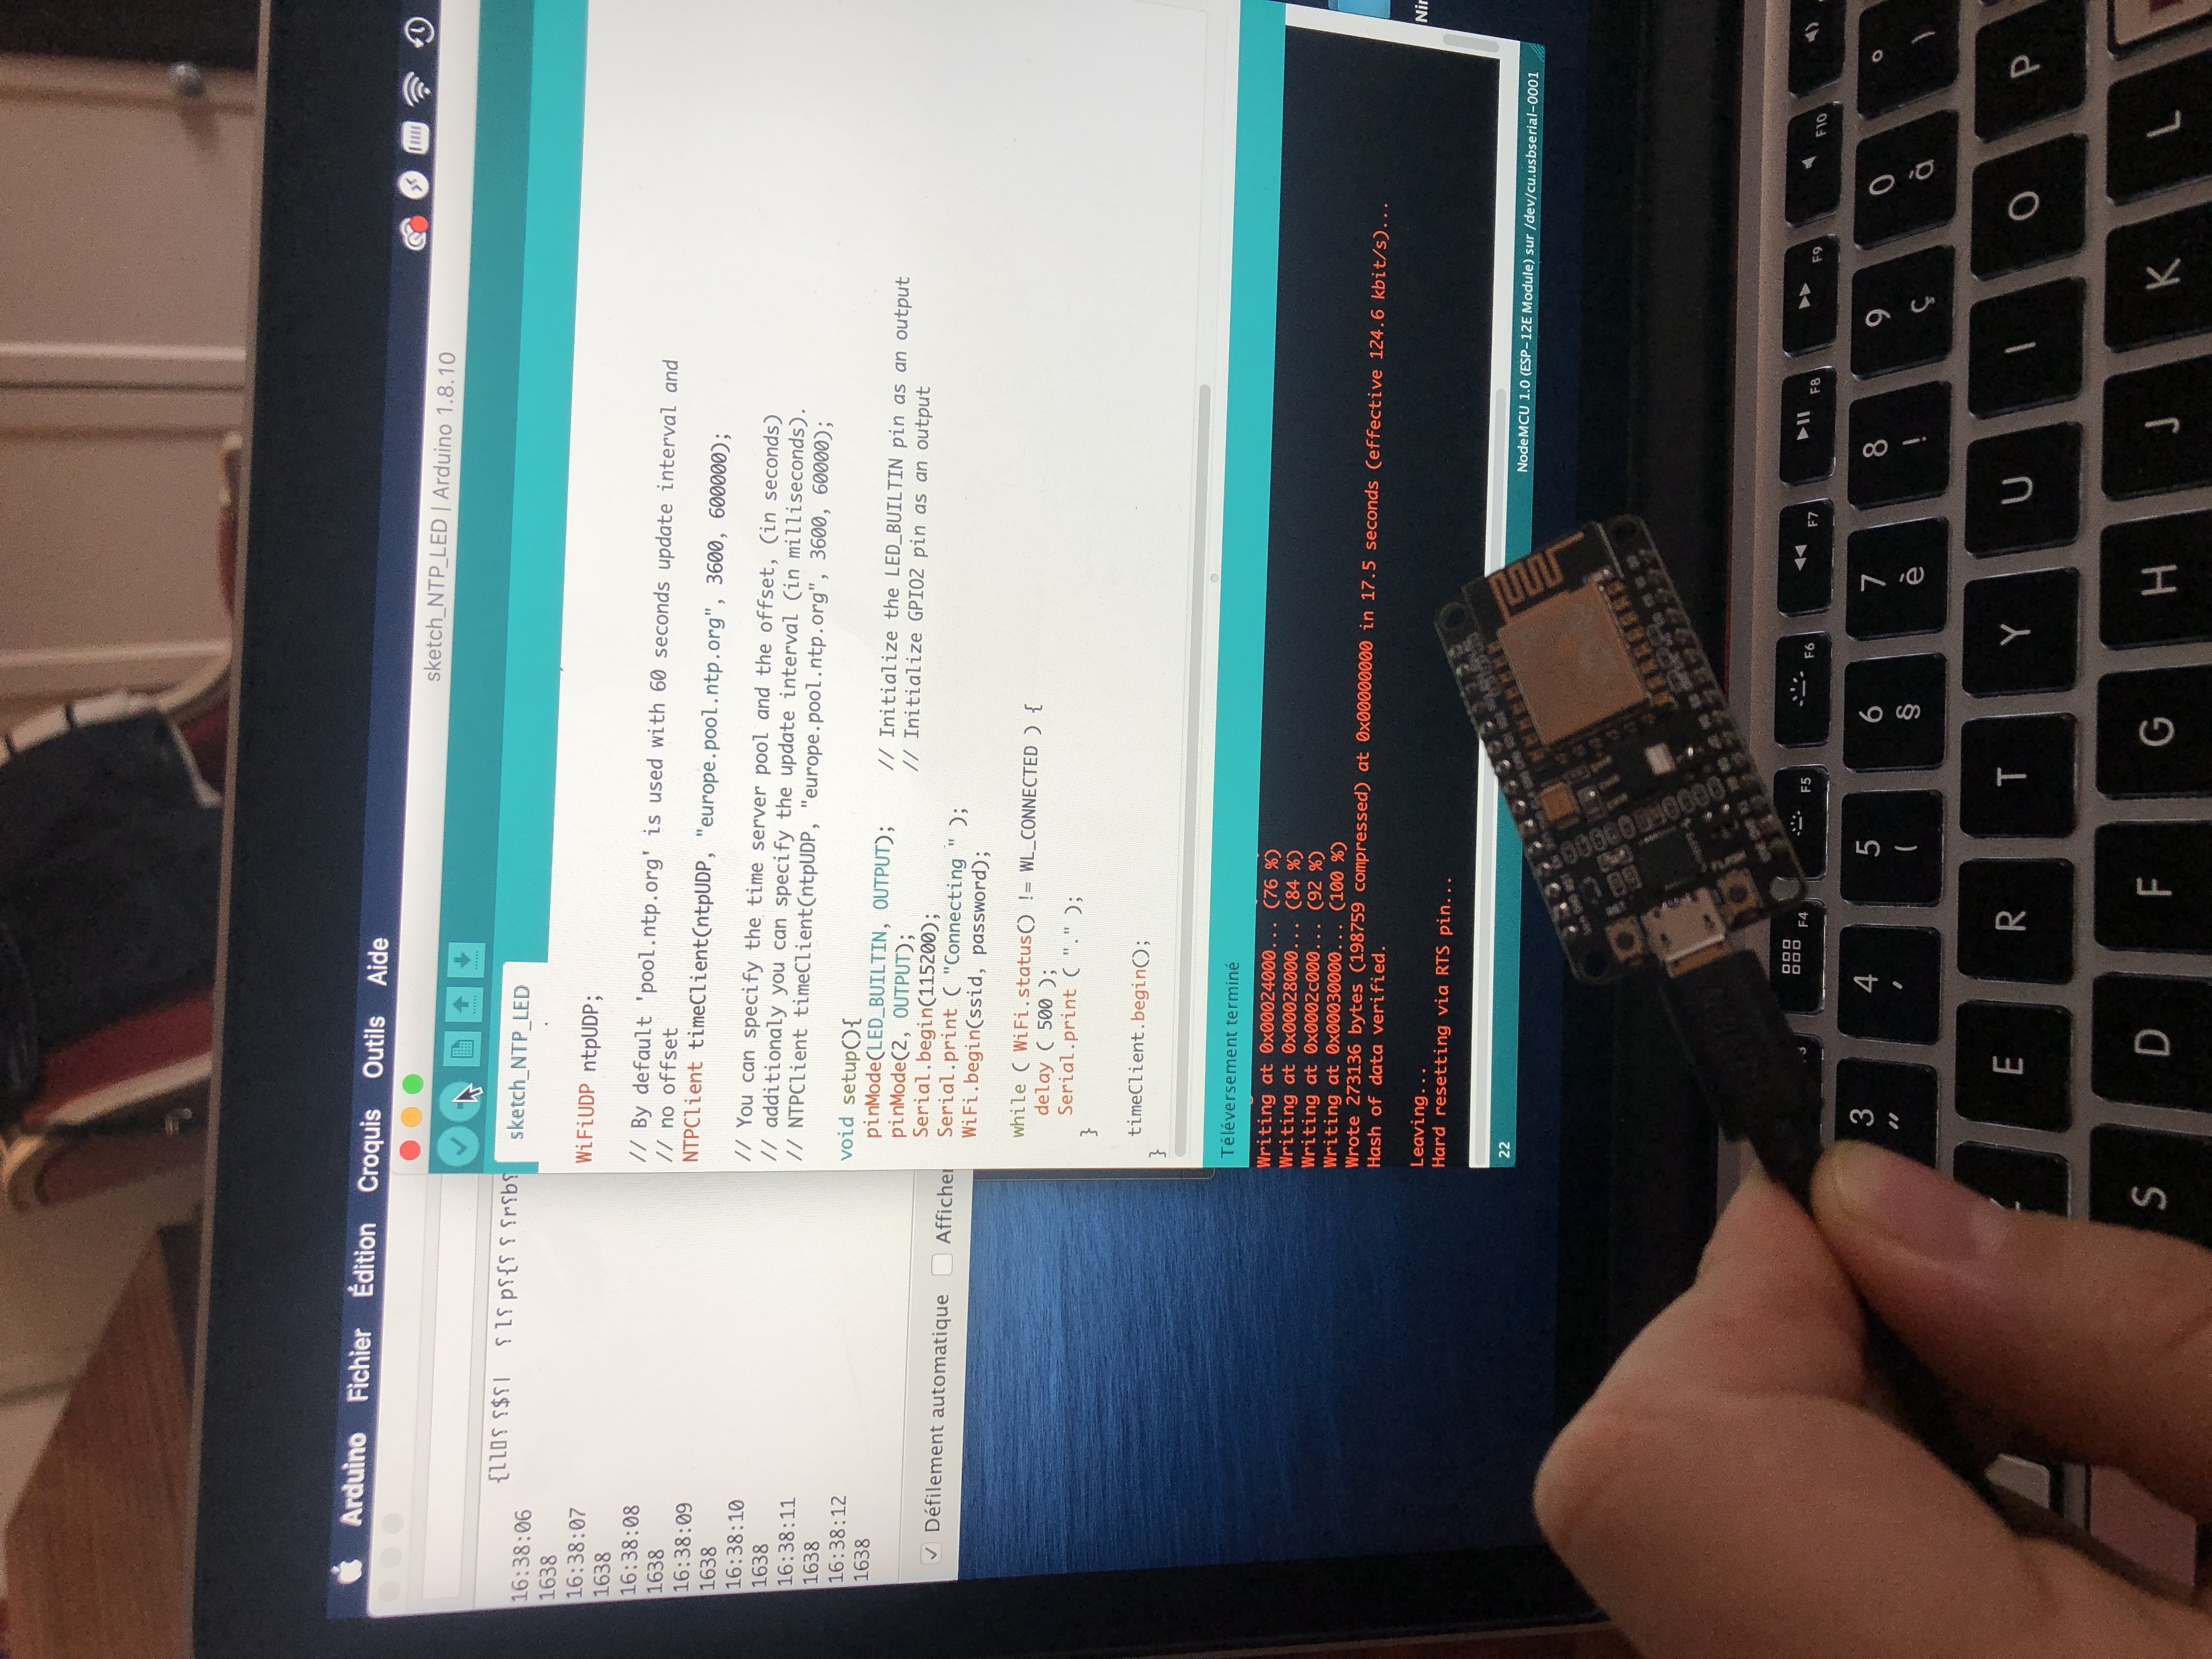 Arduino Fichier Édition Croquis Outils Aide
sketch_NTP_LED | Arduino 1.8.10
16:38:06
1638
16:38:07
1638
16:38:08
1638
16:38:09
1638
16:38:10
1638
16:38:11
1638
16:38:12
1638
Défilement automatique
sketch_NTP_LED
WiFiUDP ntpUDP;
// By default 'pool.ntp.org' is used with 60 seconds update interval and
// no offset
NTPClient timeClient(ntpUDP, "europe.pool.ntp.org", 3600, 600000);
// You can specify the time server pool and the offset, (in seconds)
// additionaly you can specify the update interval (in milliseconds).
// NTPClient timeClient(ntpUDP, "europe.pool.ntp.org", 3600, 60000);
void setup(){
pinMode(LED_BUILTIN, OUTPUT); // Initialize the LED_BUILTIN pin as an output
pinMode(2, OUTPUT); // Initialize GPIO2 pin as an output
Serial.begin(115200);
Serial.print ( "Connecting " );
WiFi.begin(ssid, password);
while ( WiFi.status() != WL_CONNECTED ) {
delay ( 500 );
Serial.print ( "." );
}
timeClient.begin();
}
Téléversement terminé
Writing at 0x00024000... (76 %)
Writing at 0x00028000... (84 %)
Writing at 0x0002c000... (92 %)
Writing at 0x00030000... (100 %)
Wrote 273136 bytes (198759 compressed) at 0x00000000 in 17.5 seconds (effective 124.6 kbit/s)...
Hash of data verified.
Leaving...
Hard resetting via RTS pin...
22
NodeMCU 1.0 (ESP-12E Module) sur /dev/cu.usbserial-0001
F4 F5 F6 F7 F8 F9 F10
3 4 5 6 7 8 9 0 °
" ' ( § è ! ç à )
E R T Y U I O P
S D F G H J K L